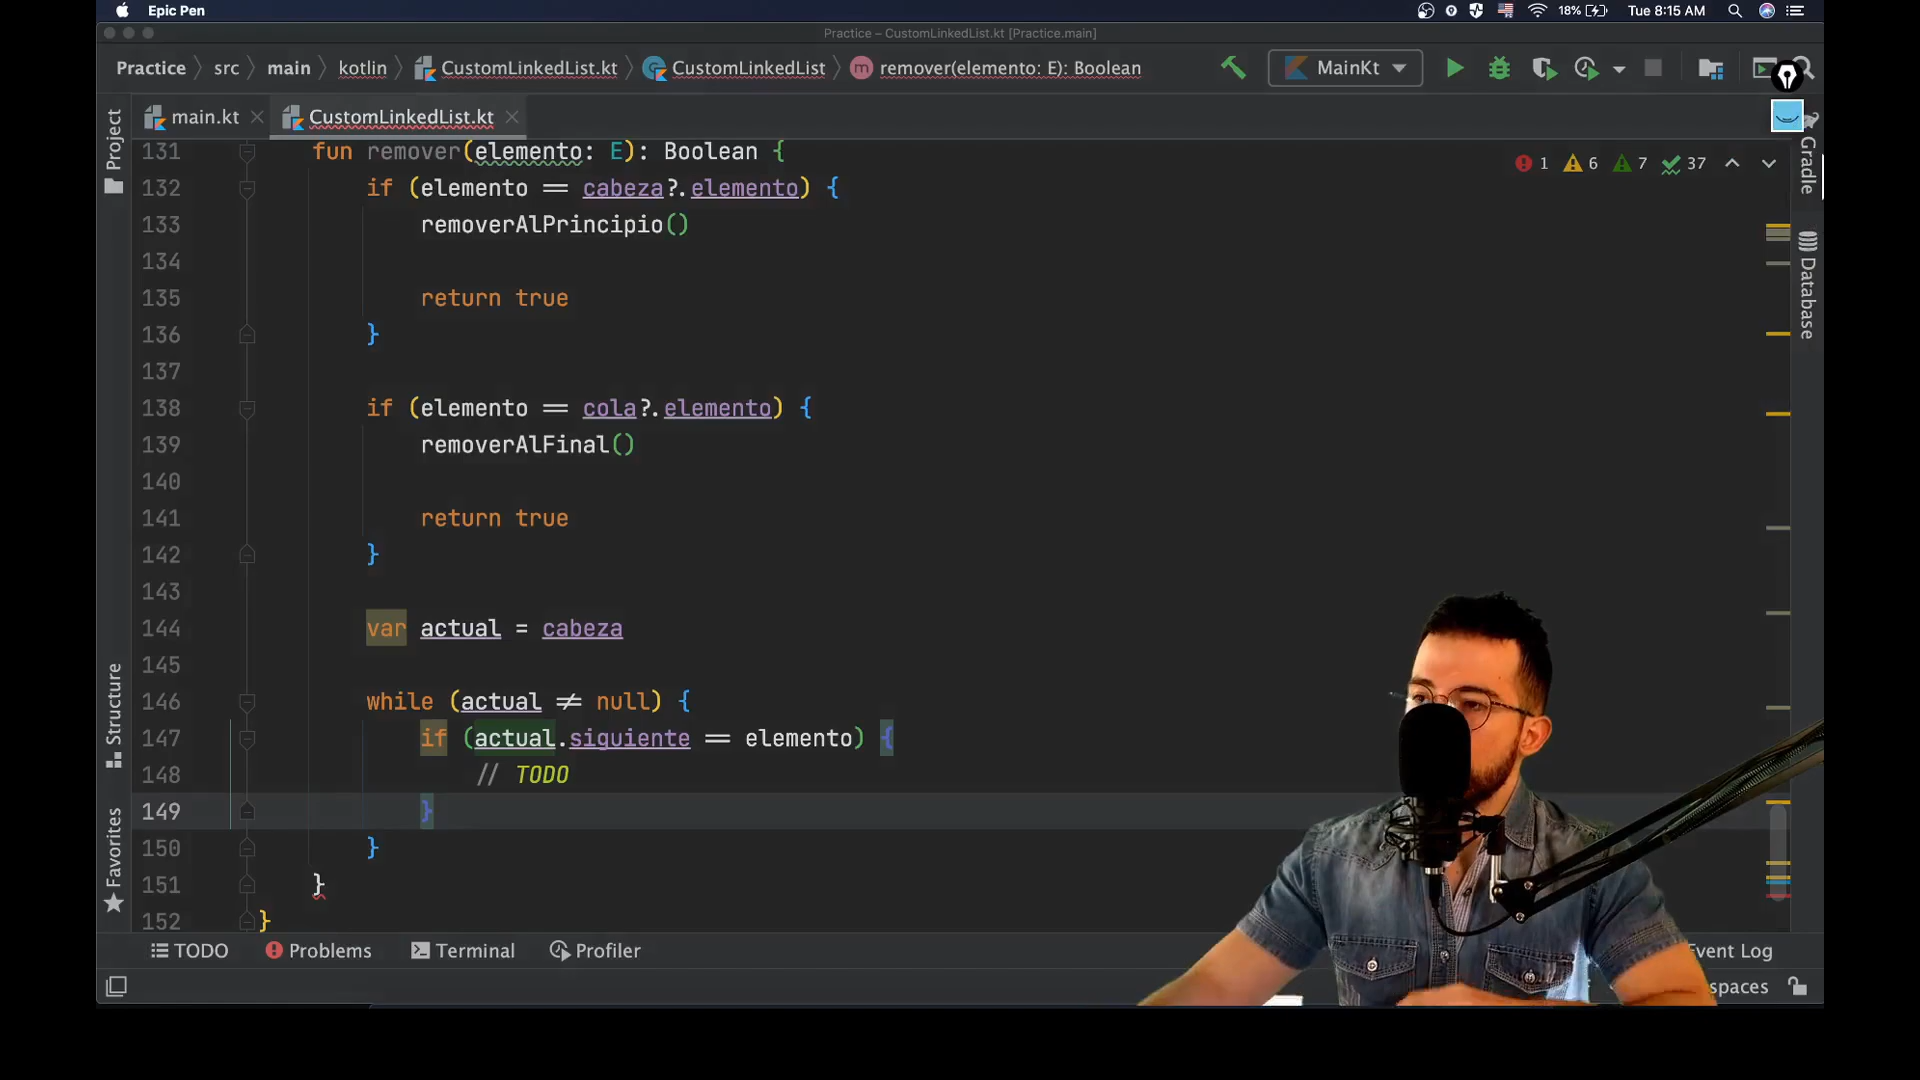 Epic Pen
18%
Tue 8:15 AM
Practice – CustomLinkedList.kt [Practice.main]
Practice
src
main
kotlin
CustomLinkedList.kt
CustomLinkedList
m
remover(elemento: E): Boolean
MainKt
main.kt
CustomLinkedList.kt
1
6
7
37
Project
Structure
Favorites
Gradle
Database
131 fun remover(elemento: E): Boolean {
132 if (elemento == cabeza?.elemento) {
133 removerAlPrincipio()
134
135 return true
136 }
137
138 if (elemento == cola?.elemento) {
139 removerAlFinal()
140
141 return true
142 }
143
144 var actual = cabeza
145
146 while (actual ≠ null) {
147 if (actual.siguiente == elemento) {
148 // TODO
149 }
150 }
151 }
152 }
TODO
Problems
Terminal
Profiler
Event Log
spaces